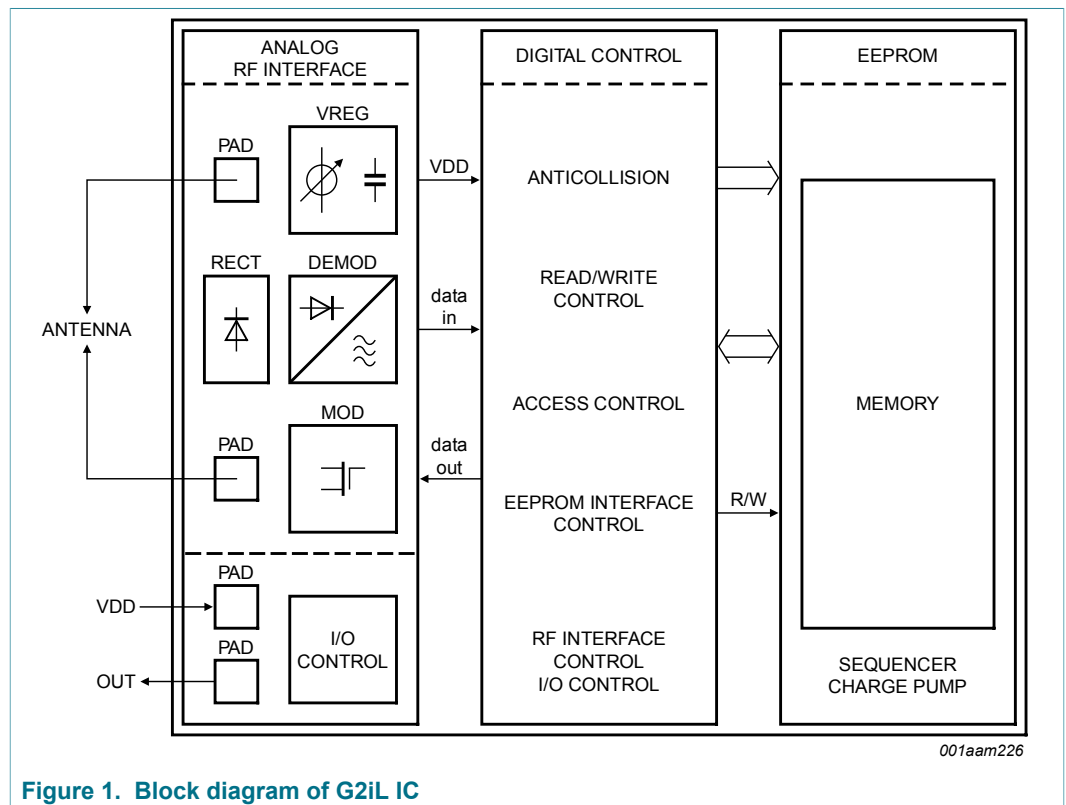 ANALOG
RF INTERFACE
VREG
PAD
RECT
DEMOD
MOD
PAD
ANTENNA
PAD
VDD
PAD
OUT
I/O
CONTROL
VDD
data
in
data
out
DIGITAL CONTROL
ANTICOLLISION
READ/WRITE
CONTROL
ACCESS CONTROL
EEPROM INTERFACE
CONTROL
RF INTERFACE
CONTROL
I/O CONTROL
R/W
EEPROM
MEMORY
SEQUENCER
CHARGE PUMP
001aam226
Figure 1. Block diagram of G2iL IC